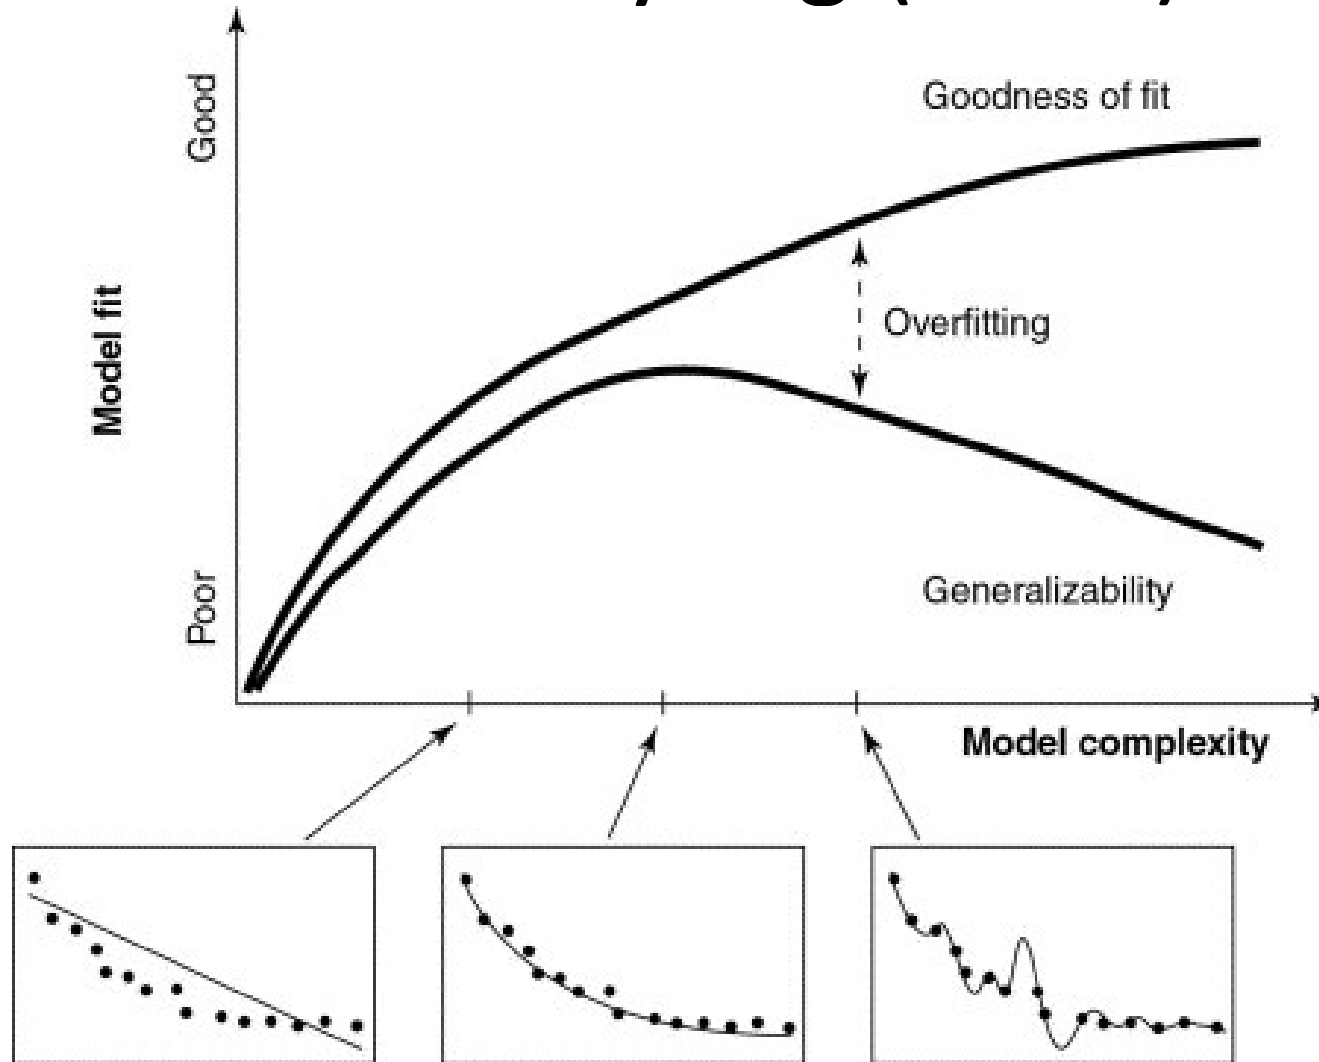 Good
Goodness of fit
Model fit
Overfitting
Poor
Generalizability
Model complexity